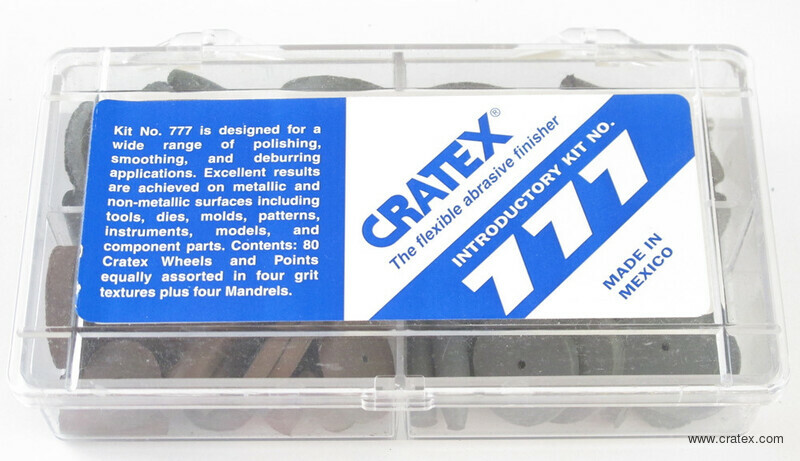 Kit No. 777 is designed for a
wide range of polishing,
smoothing, and deburring
applications. Excellent results
are achieved on metallic and
non-metallic surfaces including
tools, dies, molds, patterns,
instruments, models, and
component parts. Contents: 80
Cratex Wheels and Points
equally assorted in four grit
textures plus four Mandrels.
CRATEX®
The flexible abrasive finisher
INTRODUCTORY KIT NO.
777
MADE IN
MEXICO
www.cratex.com